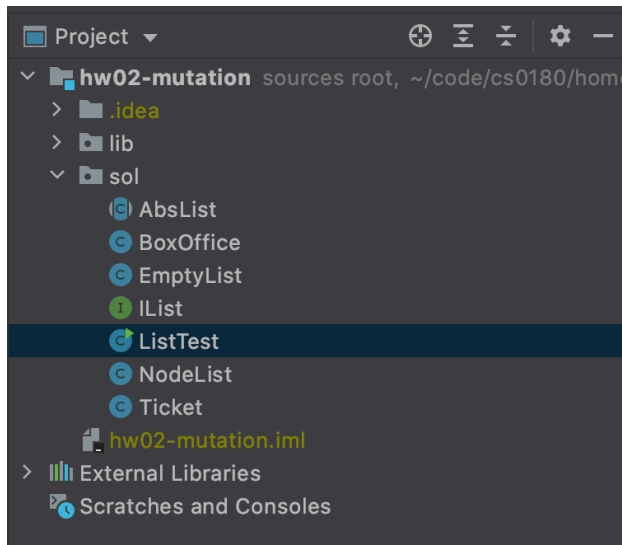 Project
hw02-mutation sources root, ~/code/cs0180/hom
.idea
lib
sol
AbsList
BoxOffice
EmptyList
IList
ListTest
NodeList
Ticket
hw02-mutation.iml
External Libraries
Scratches and Consoles